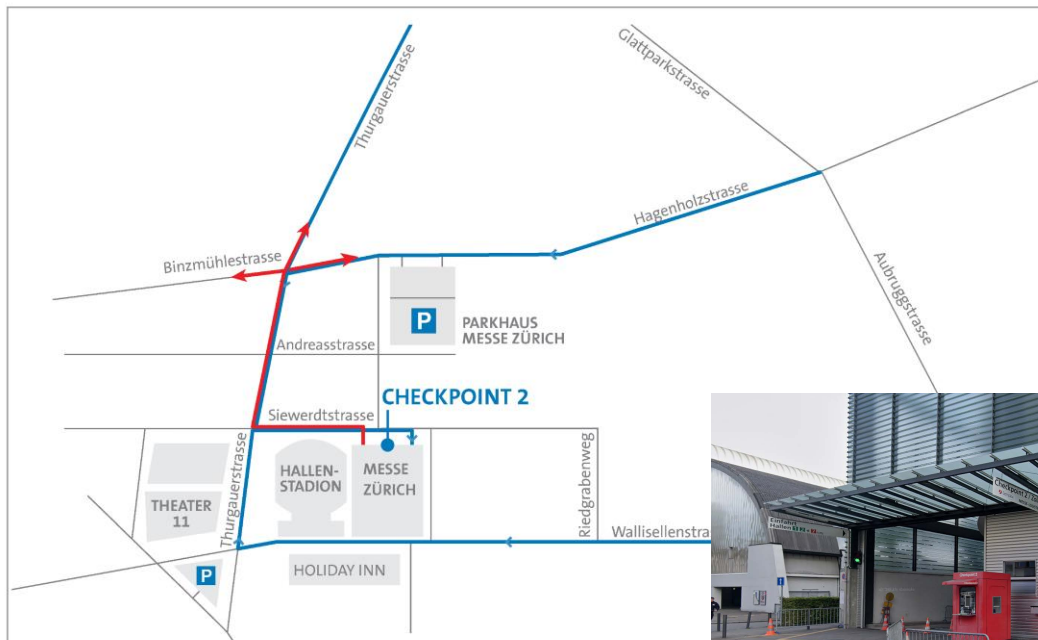 Glattparkstrasse
Thurgauerstrasse
Hagenholzstrasse
Binzmühlestrasse
Aubruggstrasse
P
PARKHAUS
MESSE ZÜRICH
Andreasstrasse
CHECKPOINT 2
Siewerdtstrasse
HALLEN-
STADION
MESSE
ZÜRICH
THEATER
11
Thurgauerstrasse
Riedgrabenweg
Wallisellenstra
HOLIDAY INN
P
Checkpoint 2
Einfahrt
Hallen